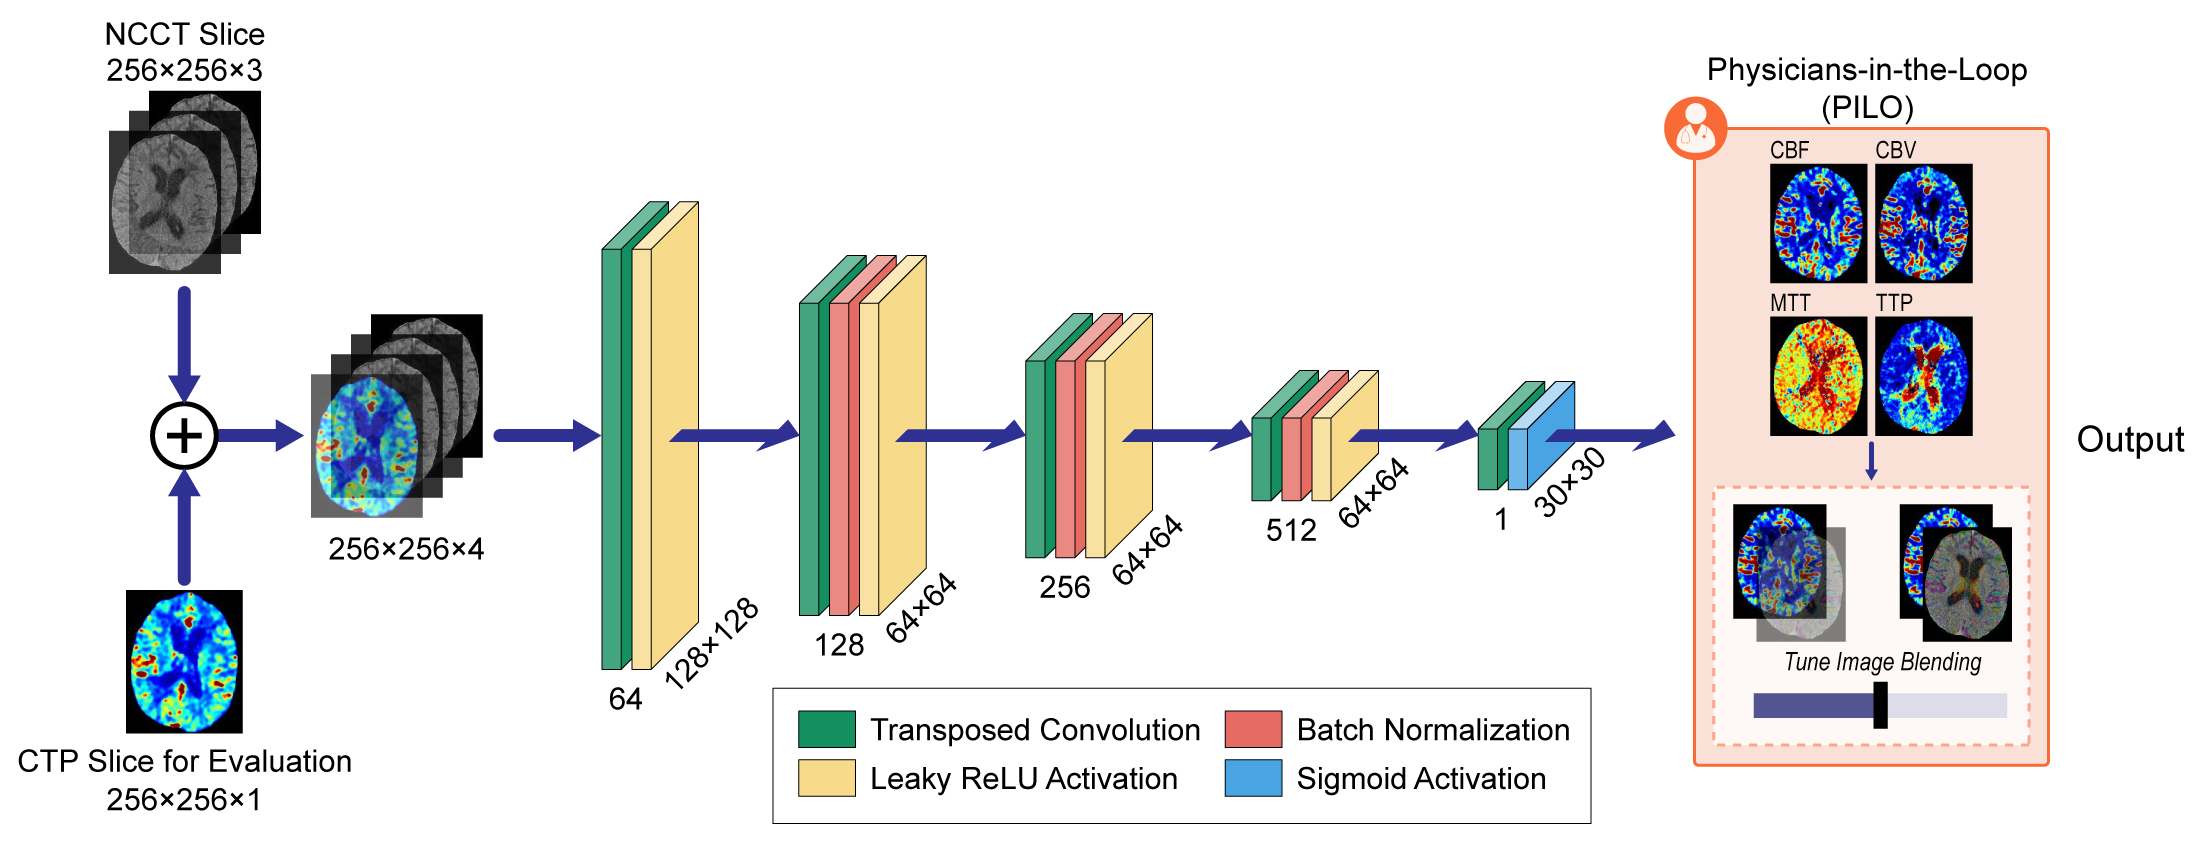 NCCT Slice
256×256×3
256×256×4
CTP Slice for Evaluation
256×256×1
64
128×128
128
64×64
256
64×64
512
64×64
1
30×30
Transposed Convolution
Batch Normalization
Leaky ReLU Activation
Sigmoid Activation
Physicians-in-the-Loop
(PILO)
CBF
CBV
MTT
TTP
Tune Image Blending
Output